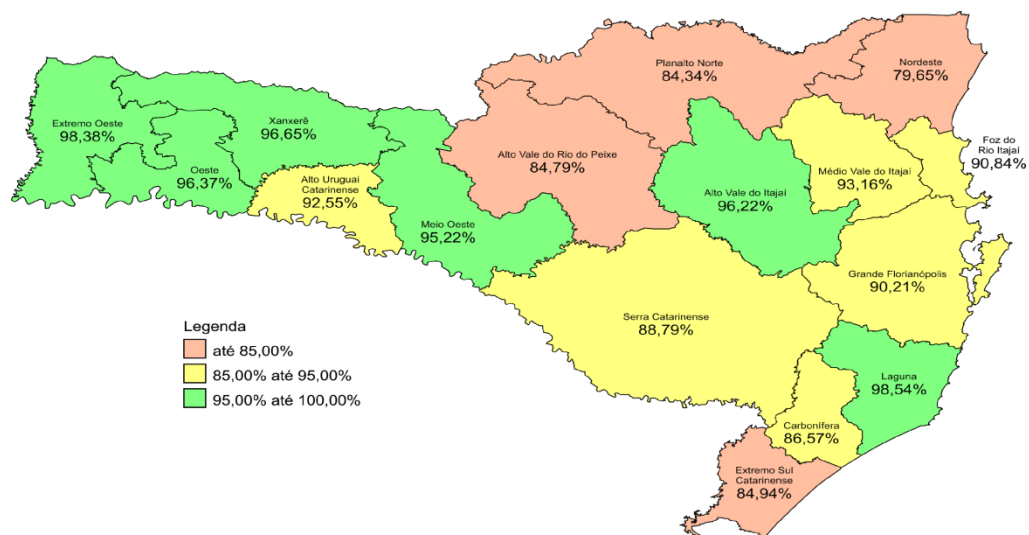 Planalto Norte
84,34%
Nordeste
79,65%
Extremo Oeste
98,38%
Xanxerê
96,65%
Oeste
96,37%
Alto Uruguai
Catarinense
92,55%
Meio Oeste
95,22%
Alto Vale do Rio do Peixe
84,79%
Alto Vale do Itajaí
96,22%
Médio Vale do Itajaí
93,16%
Foz do
Rio Itajaí
90,84%
Grande Florianópolis
90,21%
Serra Catarinense
88,79%
Laguna
98,54%
Carbonífera
86,57%
Extremo Sul
Catarinense
84,94%
Legenda
até 85,00%
85,00% até 95,00%
95,00% até 100,00%